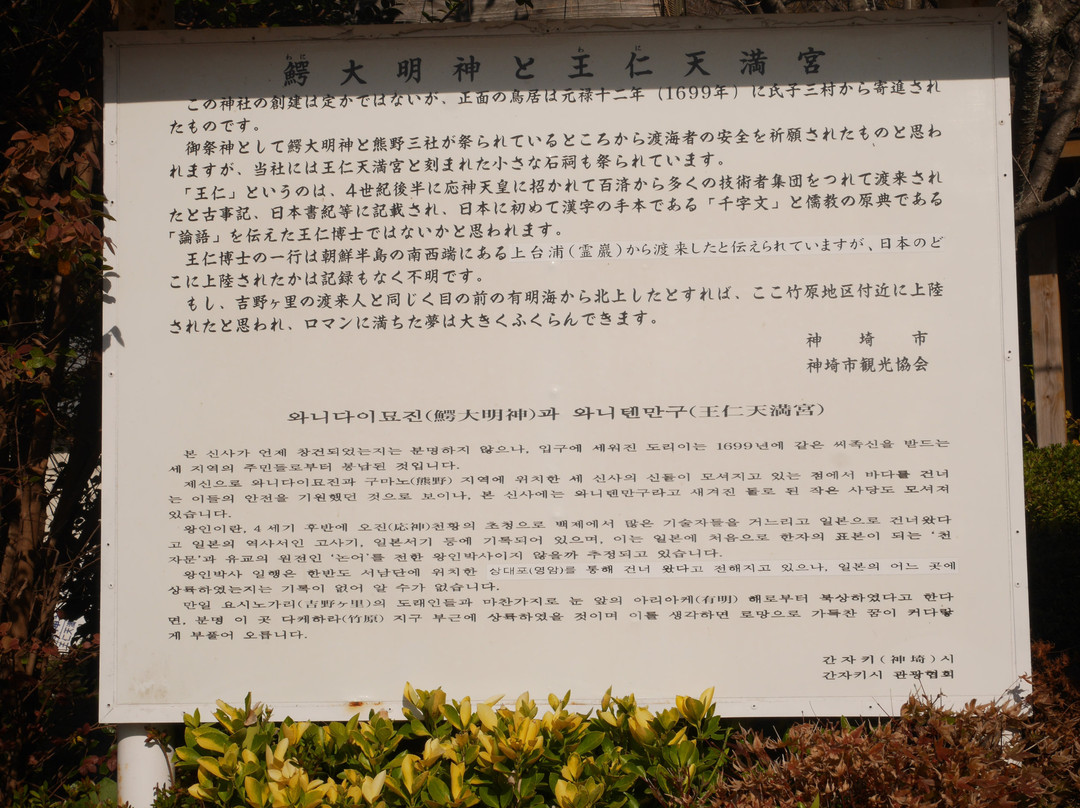 わに わに
鰐大明神と王仁天満宮
この神社の創建は定かではないが、正面の鳥居は元禄十二年（1699年）に氏子三村から寄進され
たものです。
御祭神として鰐大明神と熊野三社が祭られているところから渡海者の安全を祈願されたものと思わ
れますが、当社には王仁天満宮と刻まれた小さな石祠も祭られています。
「王仁」というのは、4世紀後半に応神天皇に招かれて百済から多くの技術者集団をつれて渡来され
たと古事記、日本書紀等に記載され、日本に初めて漢字の手本である「千字文」と儒教の原典である
「論語」を伝えた王仁博士ではないかと思われます。
王仁博士の一行は朝鮮半島の南西端にある上台浦(霊巌)から渡来したと伝えられていますが、日本のど
こに上陸されたかは記録もなく不明です。
もし、吉野ヶ里の渡来人と同じく目の前の有明海から北上したとすれば、ここ竹原地区付近に上陸
されたと思われ、ロマンに満ちた夢は大きくふくらんできます。
神埼市
神埼市観光協会
와니다이묘진(鰐大明神)과 와니텐만구(王仁天満宮)
본 신사가 언제 창건되었는지는 분명하지 않으나, 입구에 세워진 도리이는 1699년에 같은 씨족신을 받드는
세 지역의 주민들로부터 봉납된 것입니다.
제신으로 와니다이묘진과 구마노(熊野) 지역에 위치한 세 신사의 신들이 모셔지고 있는 점에서 바다를 건너
는 이들의 안전을 기원했던 것으로 보이나, 본 신사에는 와니텐만구라고 새겨진 돌로 된 작은 사당도 모셔져
있습니다.
왕인이란, 4세기 후반에 오진(応神)천황의 초청으로 백제에서 많은 기술자들을 거느리고 일본으로 건너왔다
고 일본의 역사서인 고사기, 일본서기 등에 기록되어 있으며, 이는 일본에 처음으로 한자의 표본이 되는 '천
자문'과 유교의 원전인 '논어'를 전한 왕인박사이지 않을까 추정되고 있습니다.
왕인박사 일행은 한반도 서남단에 위치한 상대포(영암)를 통해 건너 왔다고 전해지고 있으나, 일본의 어느 곳에
상륙하였는지는 기록이 없어 알 수가 없습니다.
만일 요시노가리(吉野ヶ里)의 도래인들과 마찬가지로 눈 앞의 아리아케(有明) 해로부터 북상하였다고 한다
면, 분명 이 곳 다케하라(竹原) 지구 부근에 상륙하였을 것이며 이를 생각하면 로망으로 가득찬 꿈이 커다랗
게 부풀어 오릅니다.
간자키(神埼)시
간자키시 관광협회